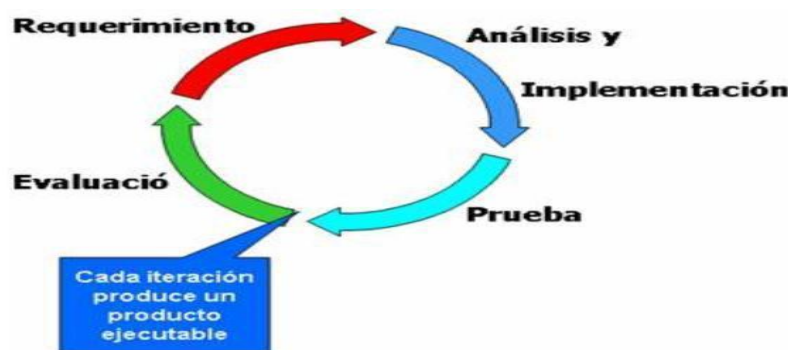 Requerimiento
Análisis y
Implementación
Prueba
Evaluació
Cada iteración
produce un
producto
ejecutable